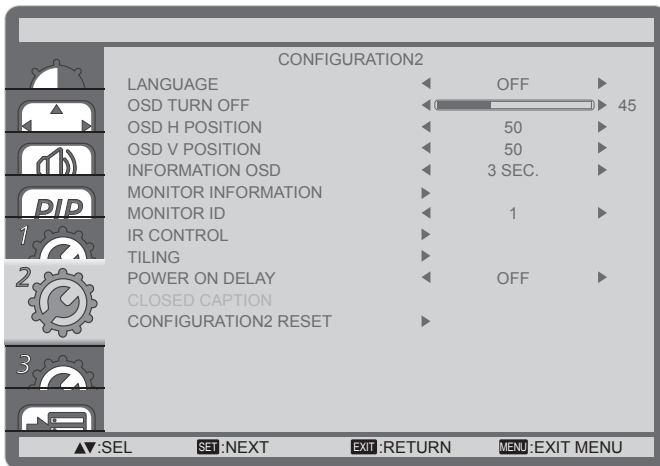 CONFIGURATION2
LANGUAGE OFF
OSD TURN OFF 45
OSD H POSITION 50
OSD V POSITION 50
INFORMATION OSD 3 SEC.
MONITOR INFORMATION
PIP
MONITOR ID 1
1
IR CONTROL
TILING
2
POWER ON DELAY OFF
CLOSED CAPTION
CONFIGURATION2 RESET
3
▲▼:SEL SET:NEXT EXIT:RETURN MENU:EXIT MENU